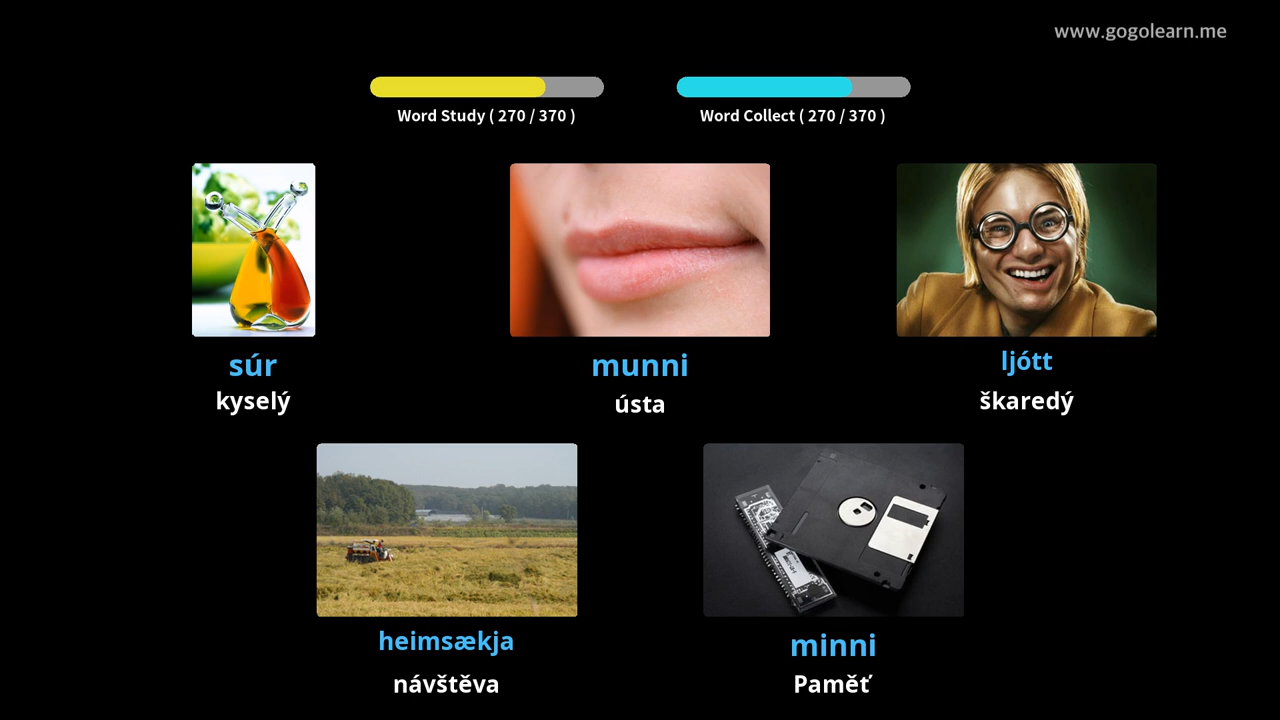 www.gogolearn.me
Word Study ( 270 / 370 )
Word Collect ( 270 / 370 )
súr
kyselý
munni
ústa
ljótt
škaredý
heimsækja
návštěva
minni
Paměť